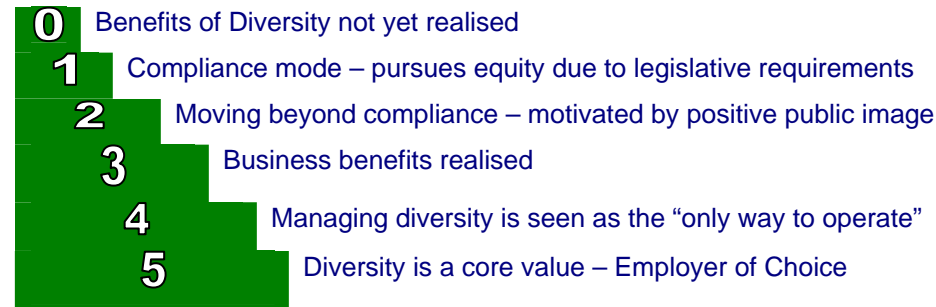 0 Benefits of Diversity not yet realised
1 Compliance mode – pursues equity due to legislative requirements
2 Moving beyond compliance – motivated by positive public image
3 Business benefits realised
4 Managing diversity is seen as the “only way to operate”
5 Diversity is a core value – Employer of Choice